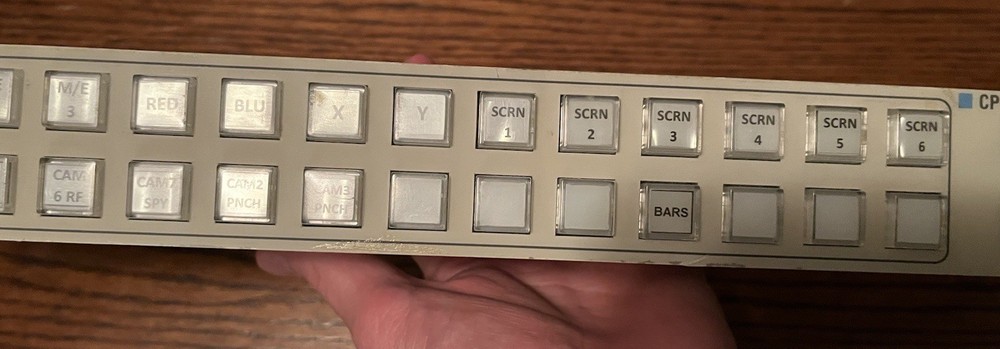 M/E
3
RED
BLU
X
Y
SCRN
1
SCRN
2
SCRN
3
SCRN
4
SCRN
5
SCRN
6
CP
CAM
6 RF
CAM7
SPY
CAM2
PNCH
CAM3
PNCH
BARS